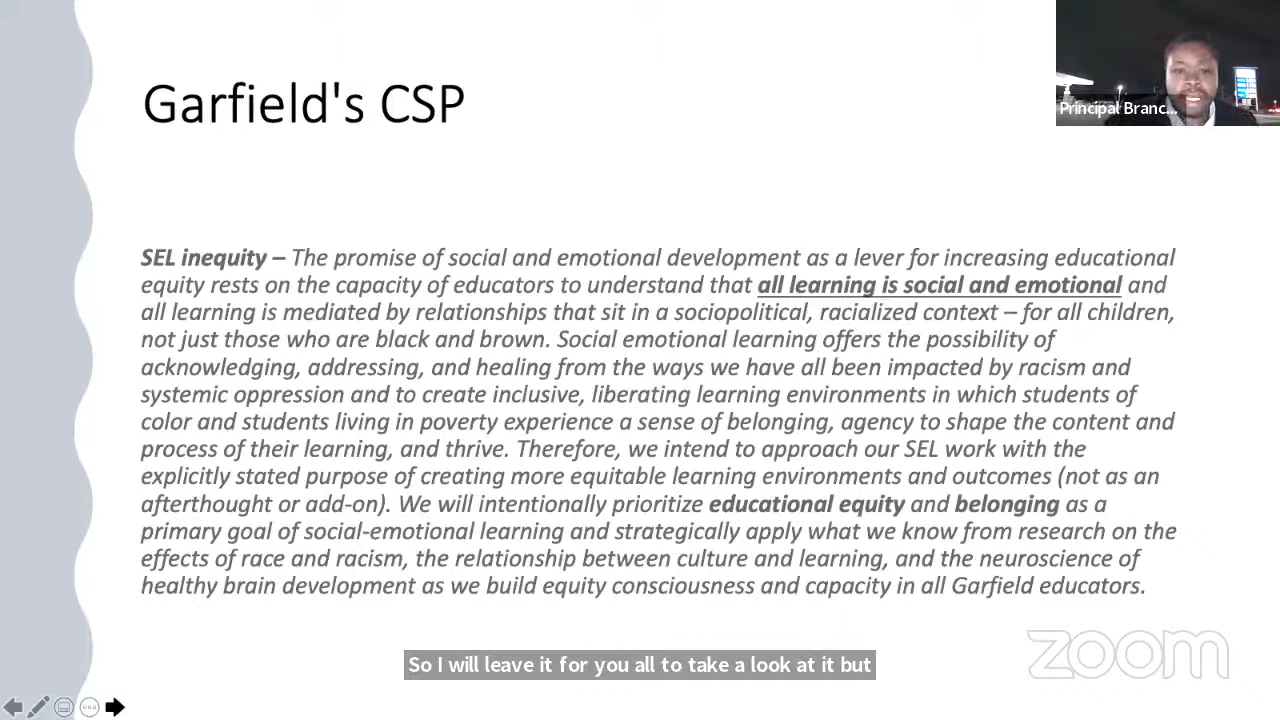 Garfield's CSP
Principal Branc...
SEL inequity – The promise of social and emotional development as a lever for increasing educational
equity rests on the capacity of educators to understand that all learning is social and emotional and
all learning is mediated by relationships that sit in a sociopolitical, racialized context – for all children,
not just those who are black and brown. Social emotional learning offers the possibility of
acknowledging, addressing, and healing from the ways we have all been impacted by racism and
systemic oppression and to create inclusive, liberating learning environments in which students of
color and students living in poverty experience a sense of belonging, agency to shape the content and
process of their learning, and thrive. Therefore, we intend to approach our SEL work with the
explicitly stated purpose of creating more equitable learning environments and outcomes (not as an
afterthought or add-on). We will intentionally prioritize educational equity and belonging as a
primary goal of social-emotional learning and strategically apply what we know from research on the
effects of race and racism, the relationship between culture and learning, and the neuroscience of
healthy brain development as we build equity consciousness and capacity in all Garfield educators.
zoom
So I will leave it for you all to take a look at it but